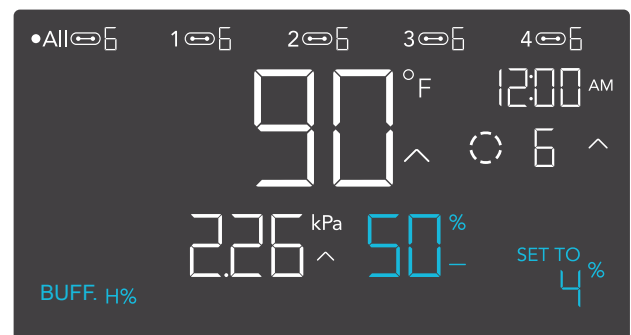 ●All 6 1 6 2 6 3 6 4 6
90 °F 12:00 AM
6
2.26 kPa 50 %
SET TO
BUFF. H% 4 %